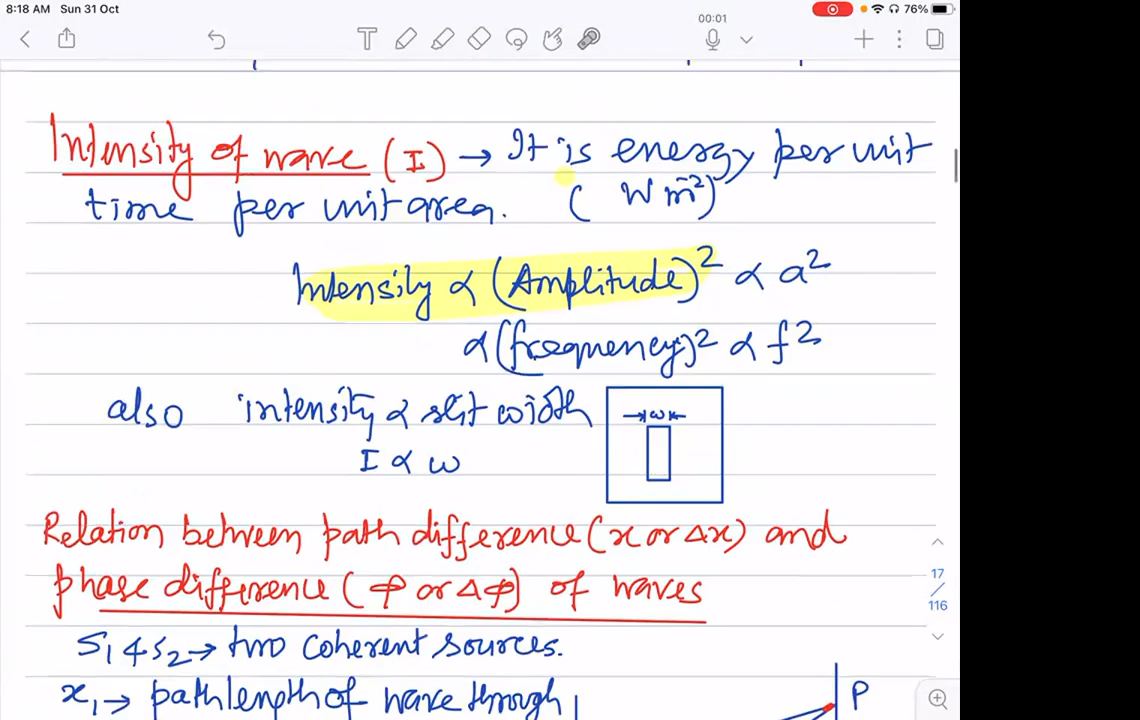 8:18 AM Sun 31 Oct
76%
00:01
Intensity of wave (I) → It is energy per unit
time per unit area. (Wm⁻²)
Intensity ∝ (Amplitude)² ∝ a²
∝ (frequency)² ∝ f²
also intensity ∝ slit width
w
I ∝ w
Relation between path difference (x or Δx) and
phase difference (φ or Δφ) of waves
17
/
116
S₁ & S₂ → two coherent sources.
x₁ → path length of wave through
P